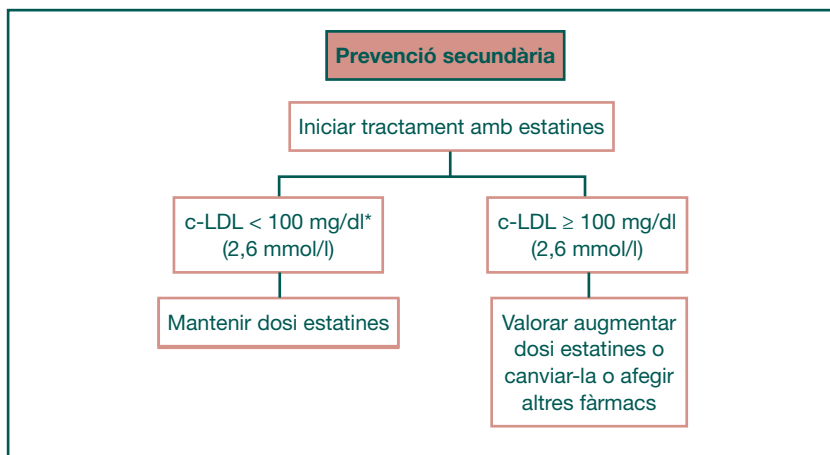 Prevenció secundària
Iniciar tractament amb estatines
c-LDL < 100 mg/dl*
(2,6 mmol/l)
c-LDL ≥ 100 mg/dl
(2,6 mmol/l)
Mantenir dosi estatines
Valorar augmentar
dosi estatines o
canviar-la o afegir
altres fàrmacs